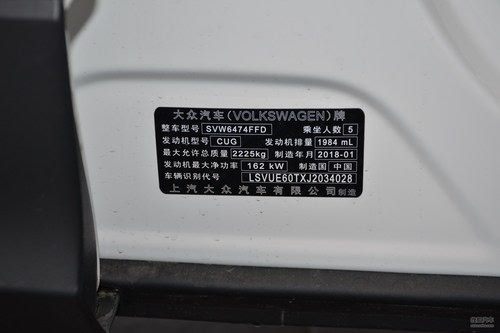 大众汽车(VOLKSWAGEN)牌
整车型号 SVW6474FFD 乘坐人数 5
发动机型号 CUG 发动机排量 1984 mL
最大允许总质量 2225kg 制造年月 2018-01
发动机最大净功率 162 kW 制造国 中国
车辆识别代号 LSVUE60TXJ2034028
上汽大众汽车有限公司 制造